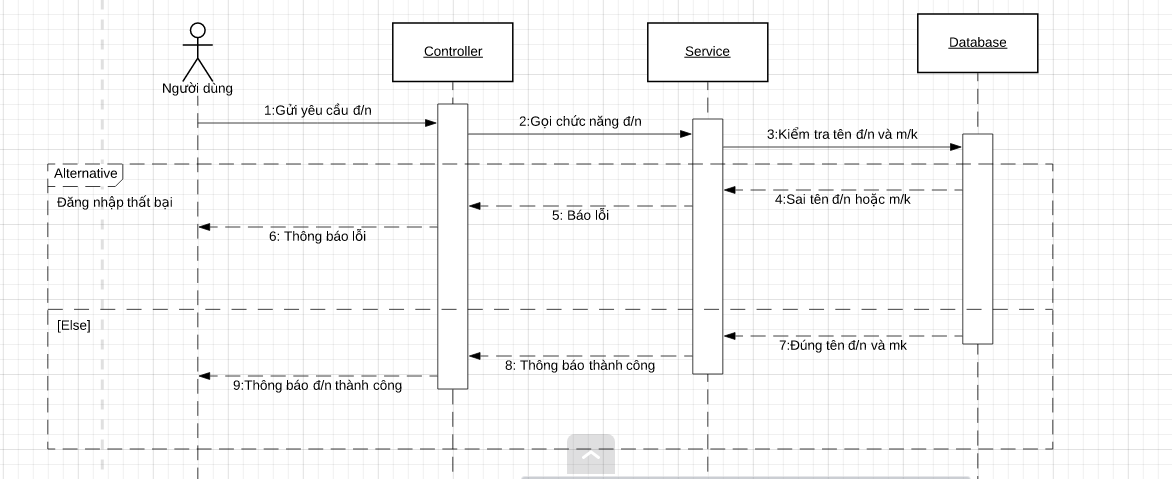 Người dùng
Controller
Service
Database
1:Gửi yêu cầu đ/n
2:Gọi chức năng đ/n
3:Kiểm tra tên đ/n và m/k
Alternative
Đăng nhập thất bại
4:Sai tên đ/n hoặc m/k
5: Báo lỗi
6: Thông báo lỗi
[Else]
7:Đúng tên đ/n và mk
8: Thông báo thành công
9:Thông báo đ/n thành công